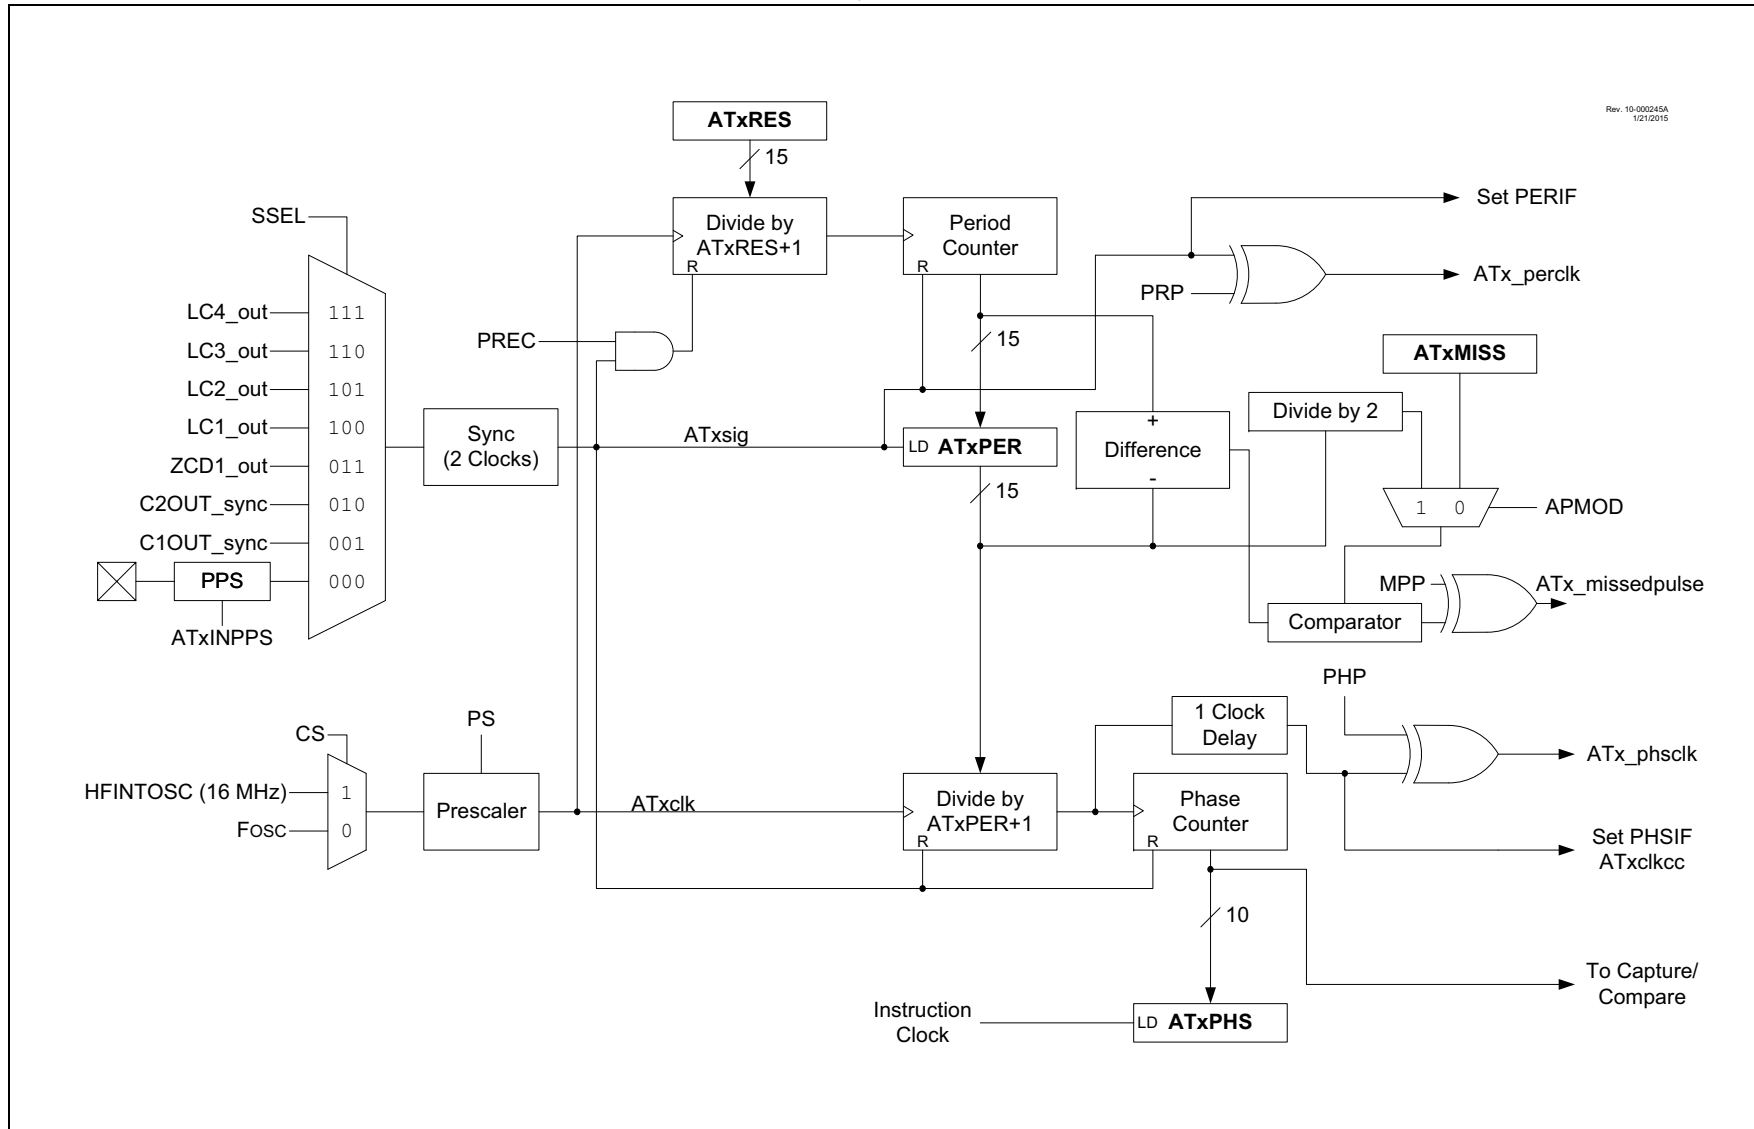 Rev. 10-000245A
1/21/2015
ATxRES
15
SSEL
Divide by
ATxRES+1
R
Period
Counter
R
Set PERIF
ATx_perclk
PRP
LC4_out
111
LC3_out
110
LC2_out
101
LC1_out
100
ZCD1_out
011
C2OUT_sync
010
C1OUT_sync
001
PPS
000
ATxINPPS
PREC
15
Sync
(2 Clocks)
ATxsig
LD ATxPER
15
+
Difference
-
ATxMISS
Divide by 2
1 0
APMOD
MPP
ATx_missedpulse
Comparator
PHP
CS
PS
HFINTOSC (16 MHz)
1
FOSC
0
Prescaler
ATxclk
Divide by
ATxPER+1
R
1 Clock
Delay
Phase
Counter
R
ATx_phsclk
Set PHSIF
ATxclkcc
10
To Capture/
Compare
Instruction
Clock
LD ATxPHS